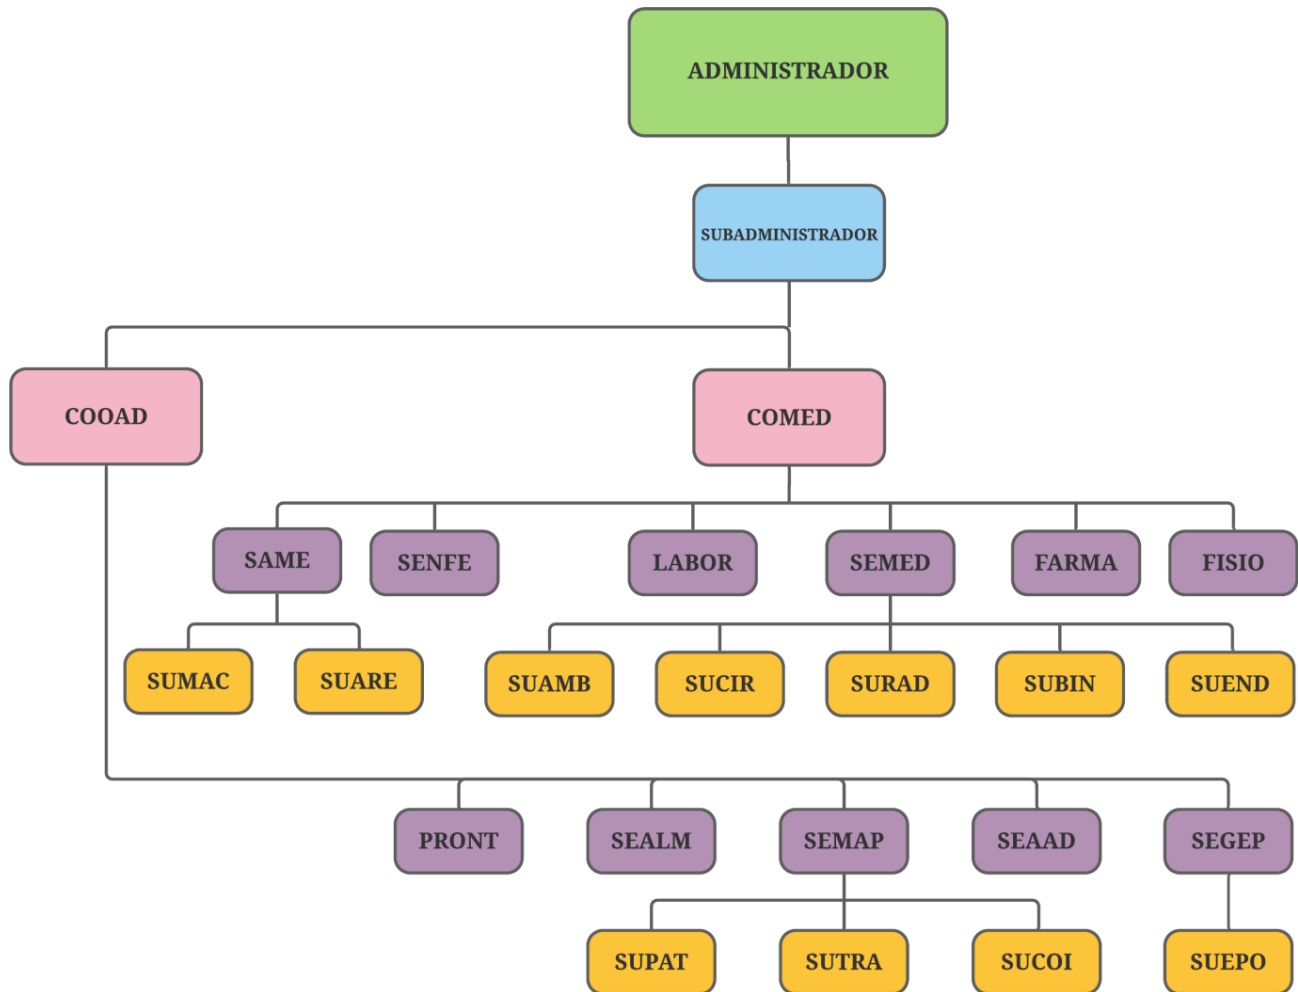 ADMINISTRADOR
SUBADMINISTRADOR
COOAD
COMED
SAME
SENFE
LABOR
SEMED
FARMA
FISIO
SUMAC
SUARE
SUAMB
SUCIR
SURAD
SUBIN
SUEND
PRONT
SEALM
SEMAP
SEAAD
SEGEP
SUPAT
SUTRA
SUCOI
SUEPO